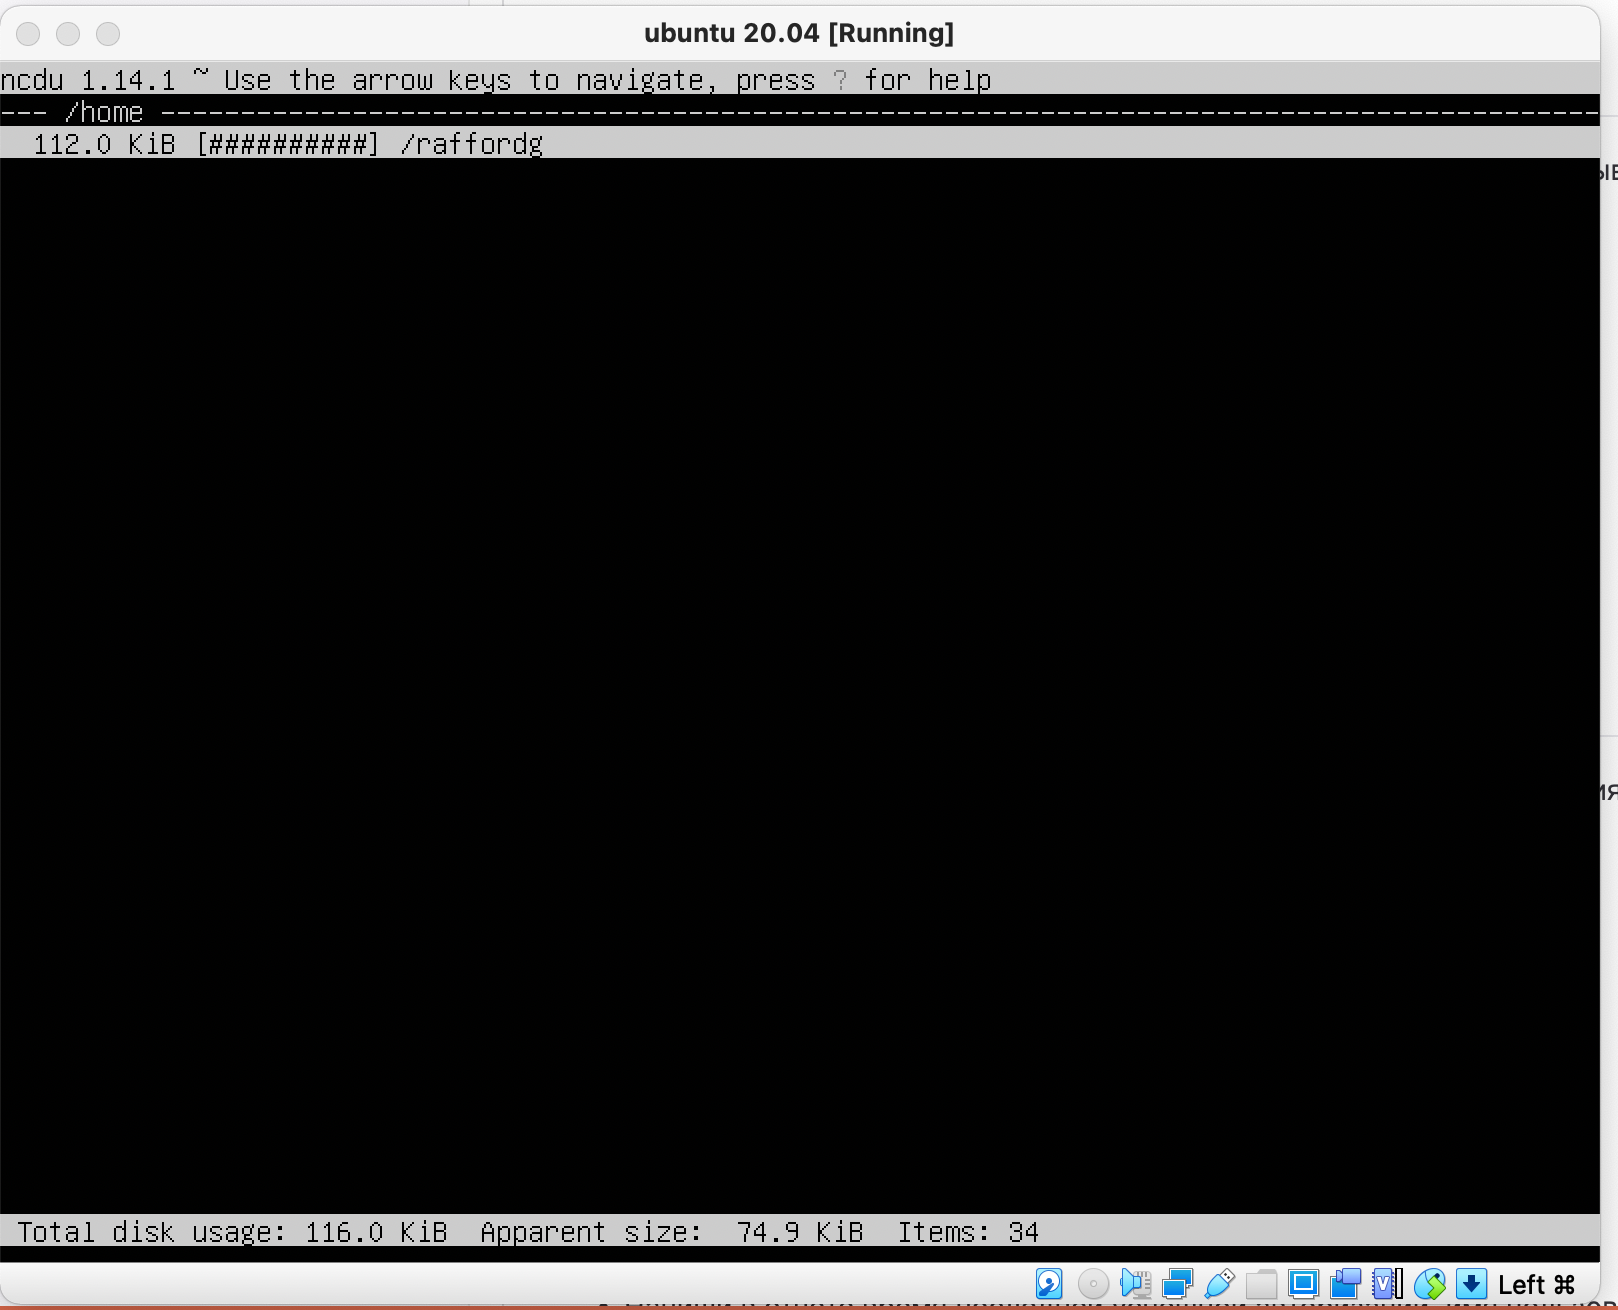 ubuntu 20.04 [Running]
ncdu 1.14.1 ~ Use the arrow keys to navigate, press ? for help
--- /home ------------------------------------------------------------------------------------------
112.0 KiB [##########] /raffordg
Total disk usage: 116.0 KiB Apparent size: 74.9 KiB Items: 34
Left ⌘